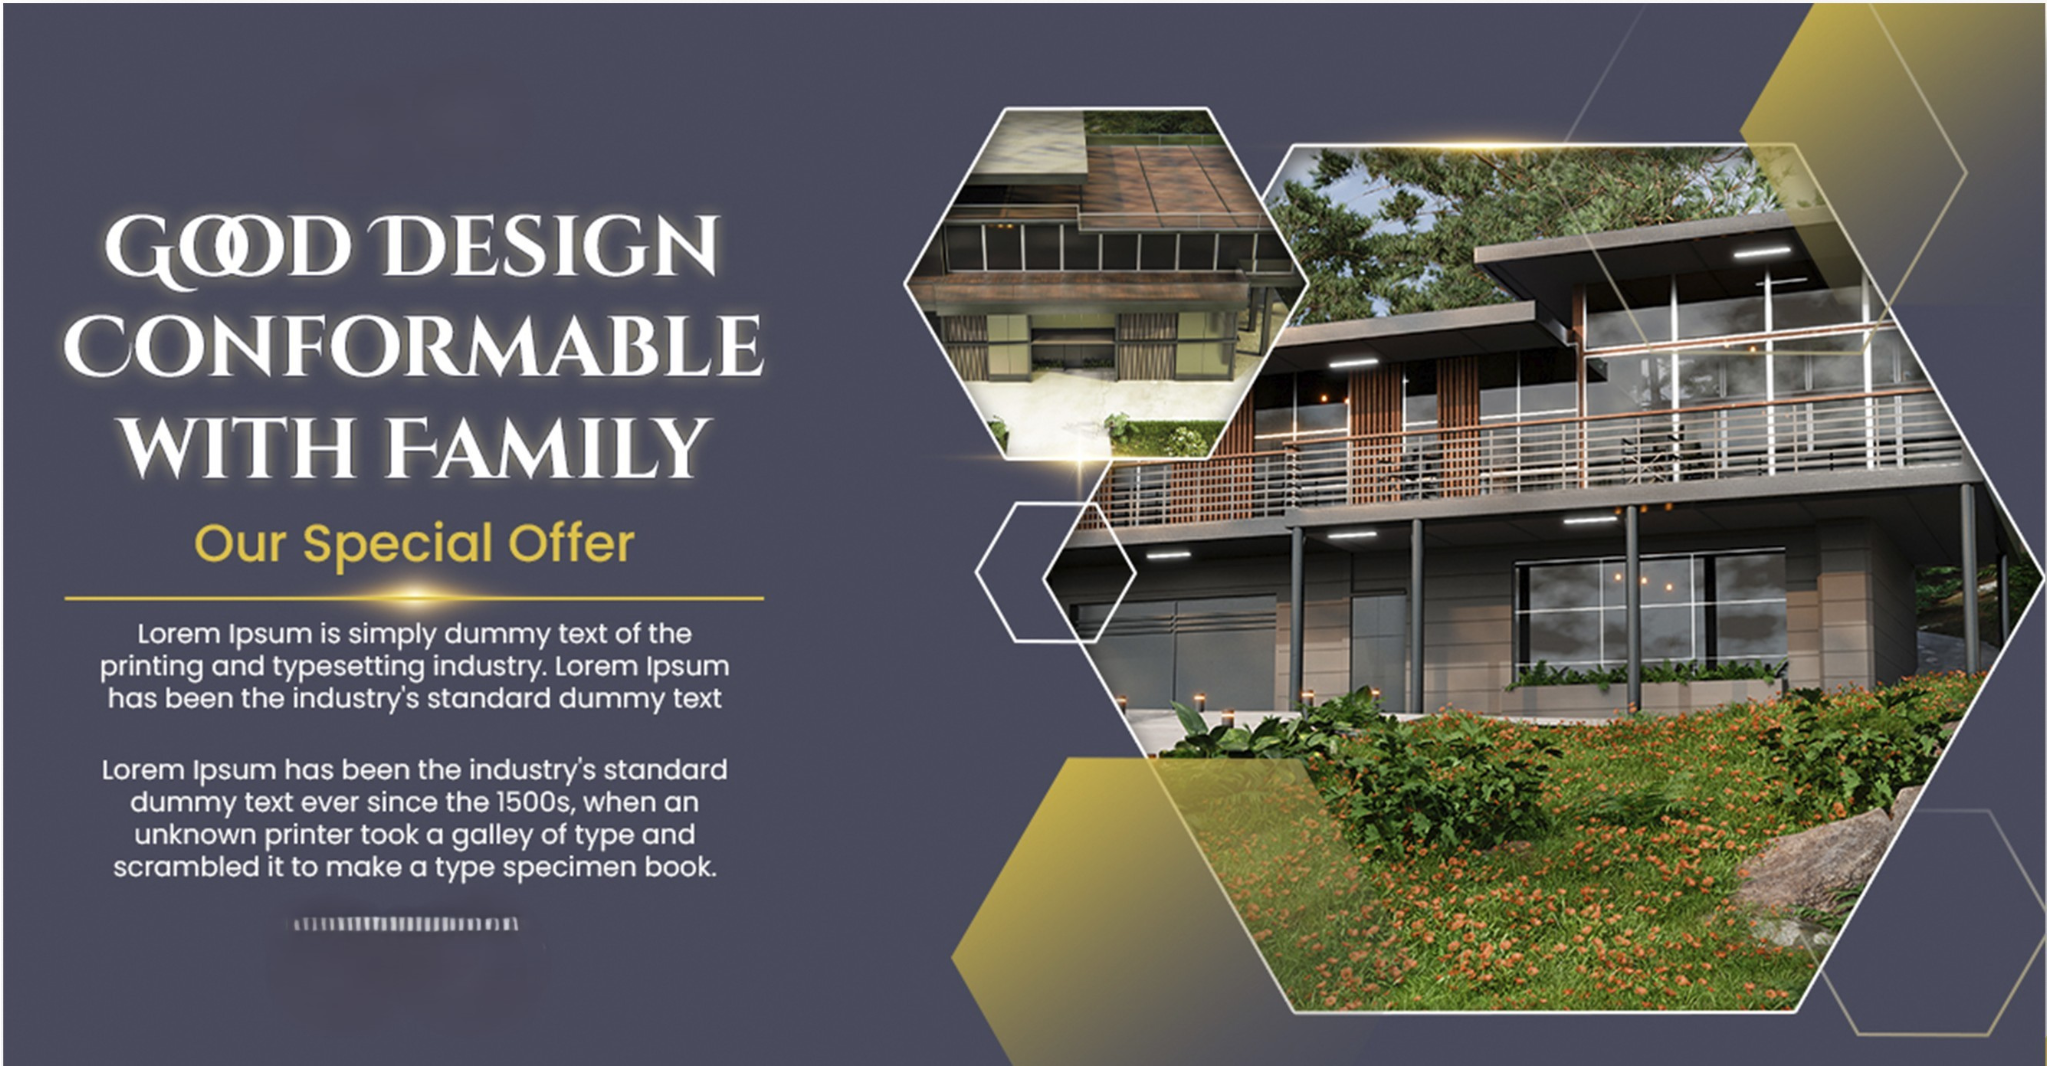 Good Design
Conformable
with Family
Our Special Offer
Lorem Ipsum is simply dummy text of the
printing and typesetting industry. Lorem Ipsum
has been the industry's standard dummy text
Lorem Ipsum has been the industry's standard
dummy text ever since the 1500s, when an
unknown printer took a galley of type and
scrambled it to make a type specimen book.